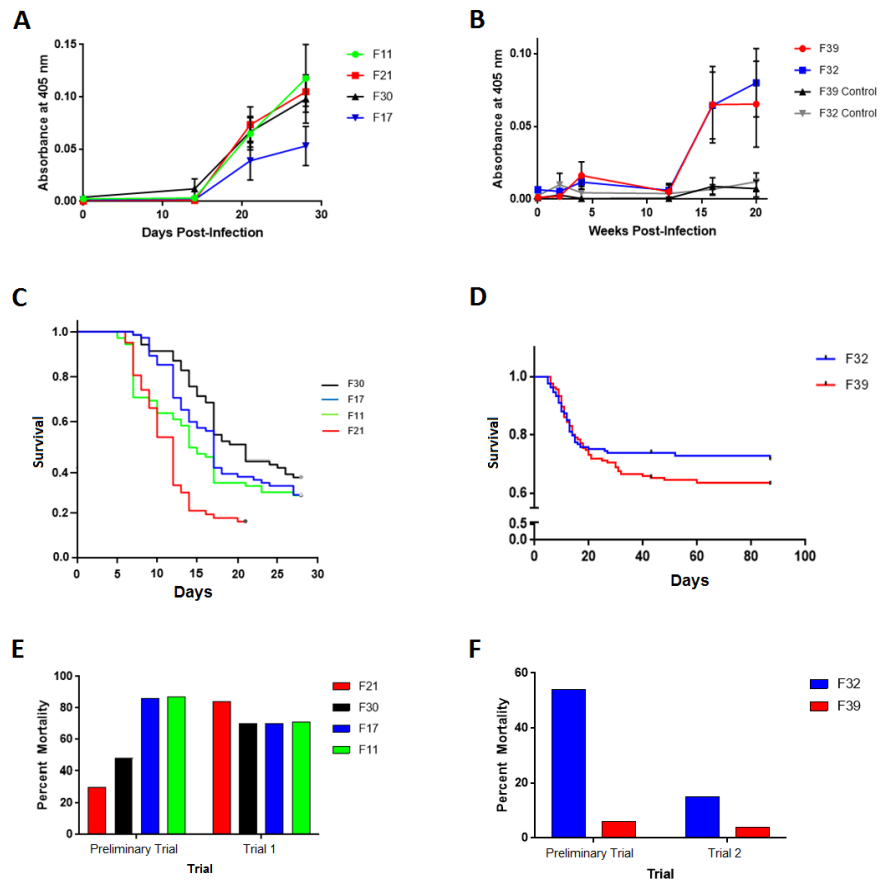 A
Absorbance at 405 nm
0.15
0.10
0.05
0.00
0
10
20
30
Days Post-Infection
F11
F21
F30
F17
B
Absorbance at 405 nm
0.10
0.05
0.00
0
5
10
15
20
Weeks Post-Infection
F39
F32
F39 Control
F32 Control
C
Survival
1.0
0.8
0.6
0.4
0.2
0.0
0
5
10
15
20
25
30
Days
F30
F17
F11
F21
D
Survival
1.0
0.8
0.6
0.5
0.0
0
20
40
60
80
100
Days
F32
F39
E
Percent Mortality
100
80
60
40
20
0
Preliminary Trial
Trial 1
Trial
F21
F30
F17
F11
F
Percent Mortality
60
40
20
0
Preliminary Trial
Trial 2
Trial
F32
F39